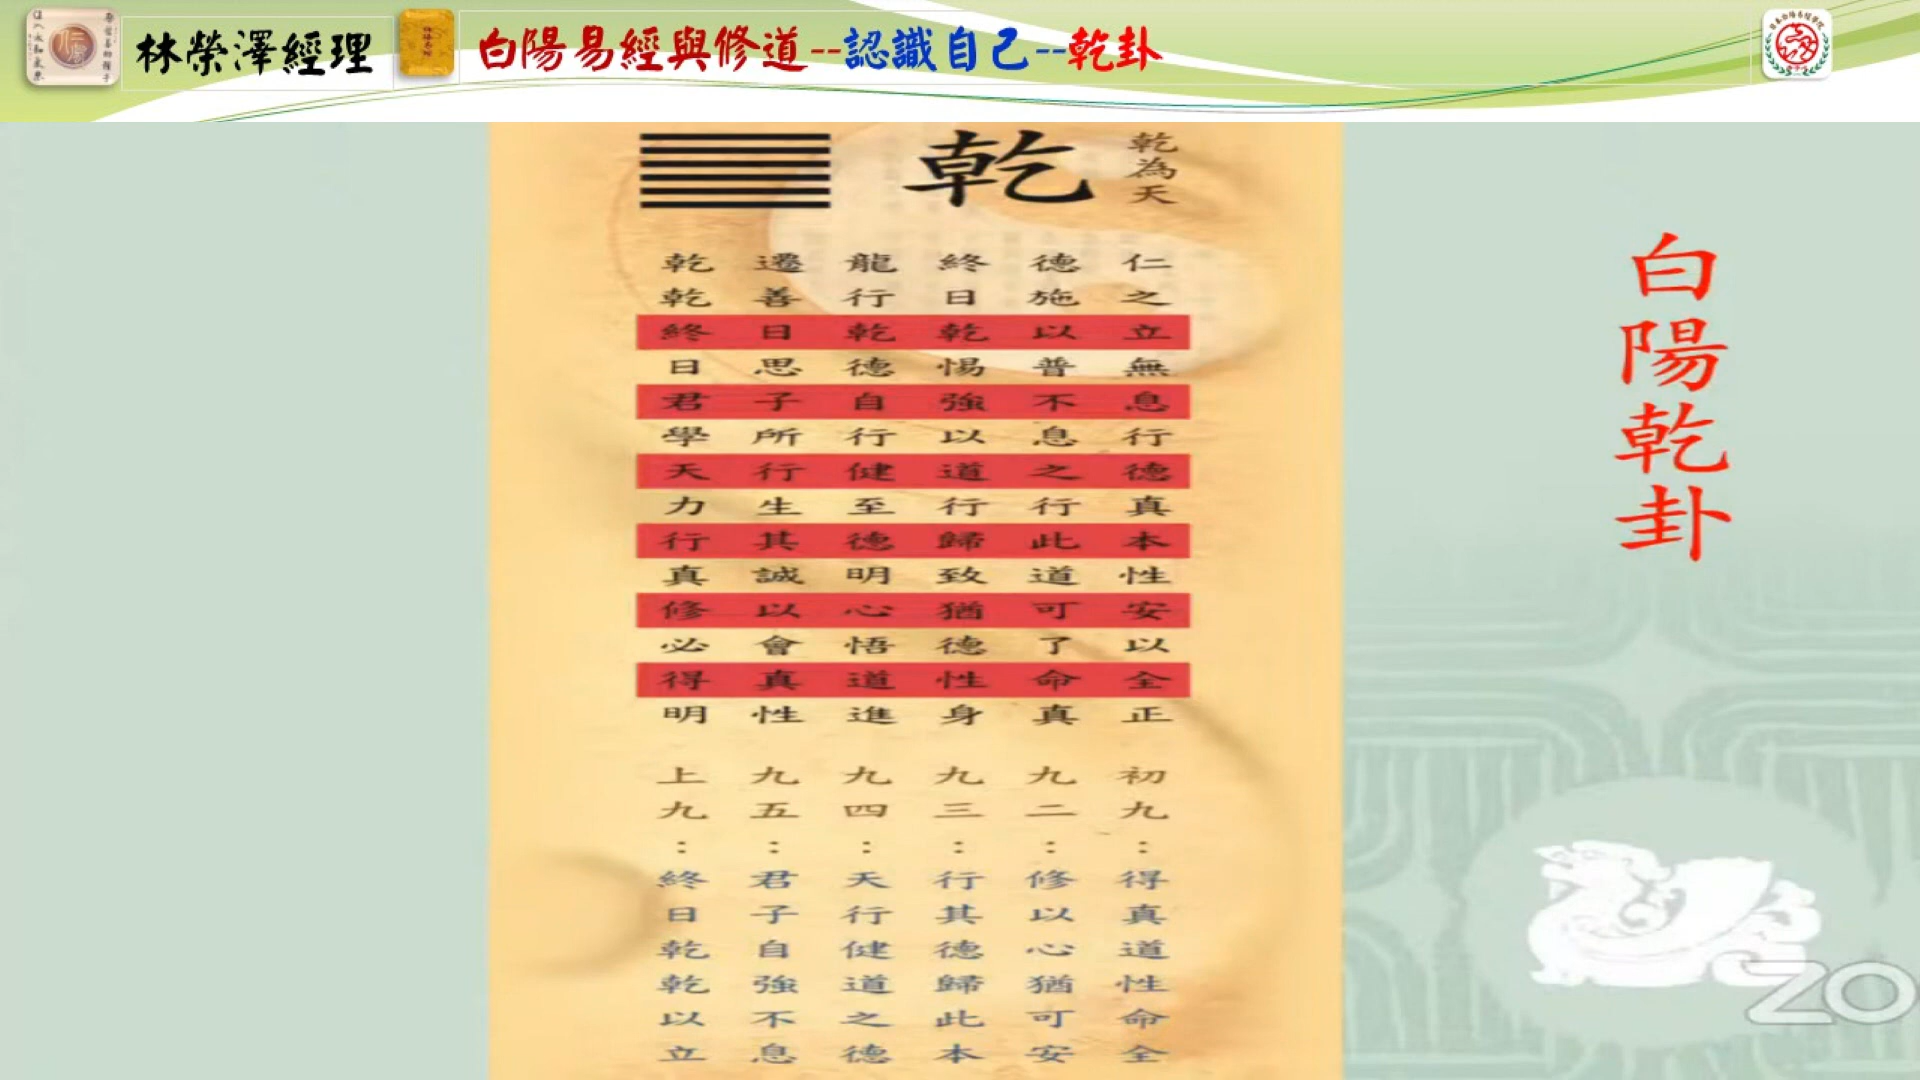 林榮澤經理
白陽易經與修道--認識自己--乾卦
乾
乾為天
乾乾終日君學天力行真修必得明
遷善日思子所行生其誠以會真性
龍行乾德自行健至德明心悟道進
終日乾惕強以道行歸致猶德性身
德施以普不息之行此道可了命真
仁之立無息行德真本性安以全正
上九：終日乾乾以立
九五：君子自強不息
九四：天行健道之德
九三：行其德歸此本
九二：修以心猶可安
初九：得真道性命全
白陽乾卦
ZO